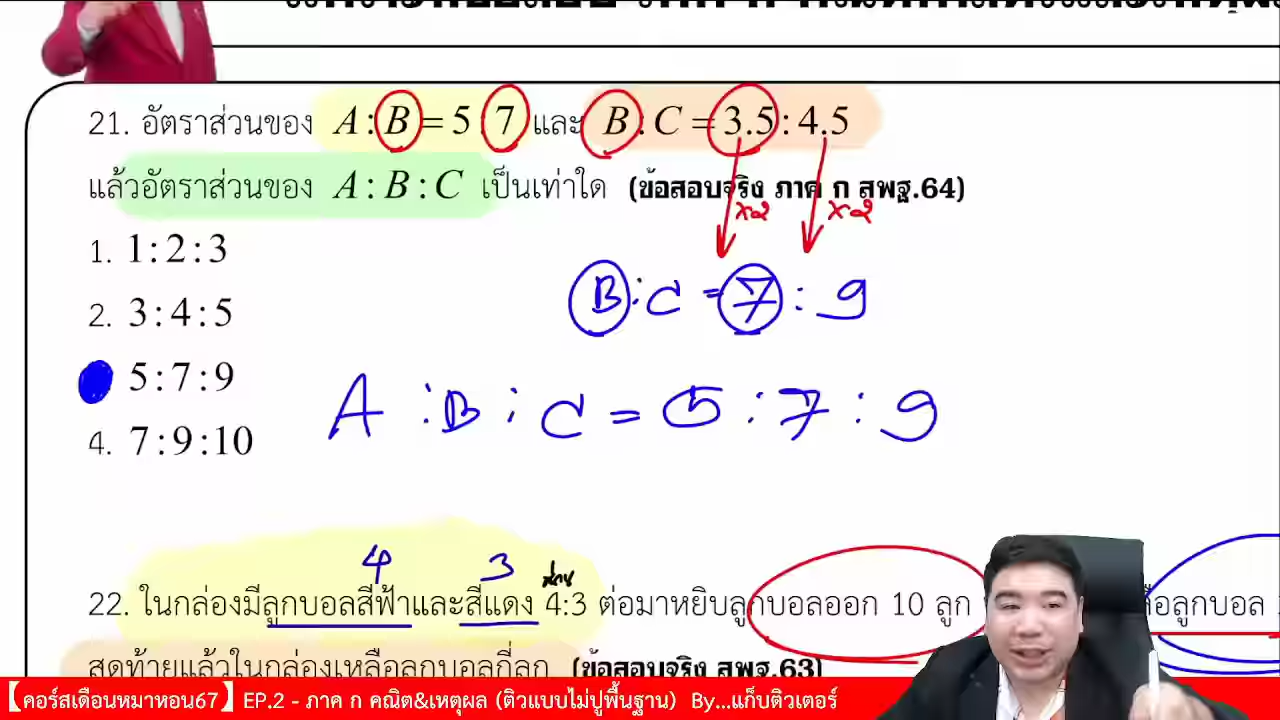 21. อัตราส่วนของ A : B = 5 : 7 และ B : C = 3.5 : 4.5
×2 ×2
แล้วอัตราส่วนของ A : B : C เป็นเท่าใด (ข้อสอบจริง ภาค ก สพฐ.64)
1. 1 : 2 : 3
B : C = 7 : 9
2. 3 : 4 : 5
5 : 7 : 9
A : B : C = 5 : 7 : 9
4. 7 : 9 : 10
4 3 ส่วน
22. ในกล่องมีลูกบอลสีฟ้าและสีแดง 4:3 ต่อมาหยิบลูกบอลออก 10 ลูก ลูกบอล
สุดท้ายแล้วในกล่องเหลือลูกบอลกี่ลูก (ข้อสอบจริง สพฐ.63)
【คอร์สเดือนหมาหอน67】 EP.2 - ภาค ก คณิต&เหตุผล (ติวแบบไม่ปูพื้นฐาน) By...แก็บติวเตอร์